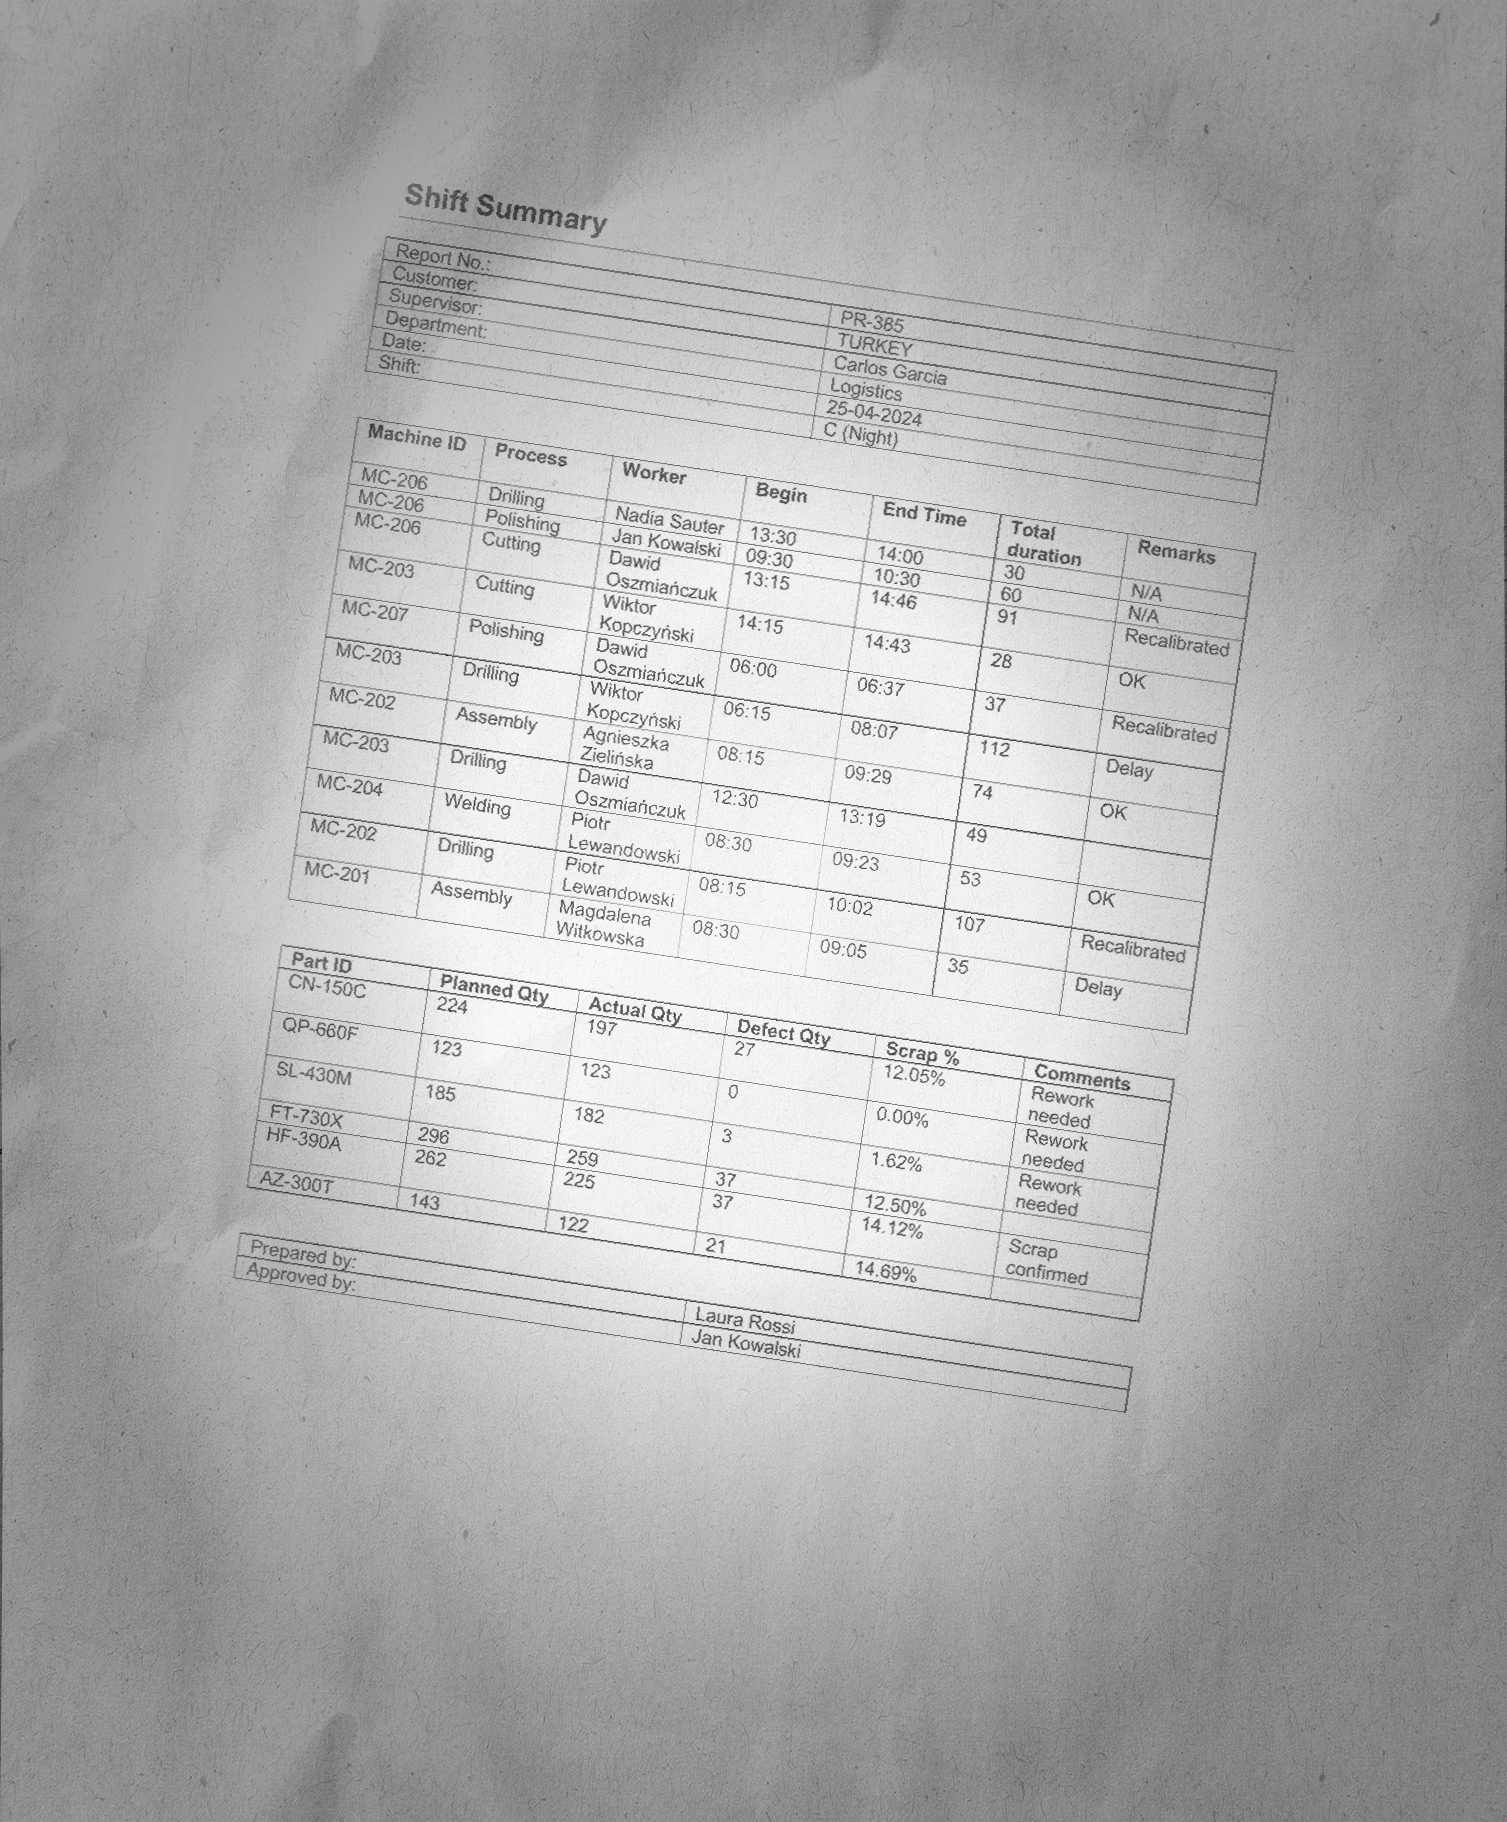 Shift Summary
Report No.: PR-385
Customer: TURKEY
Supervisor: Carlos Garcia
Department: Logistics
Date: 25-04-2024
Shift: C (Night)
Machine ID Process Worker Begin End Time Total duration Remarks
MC-206 Drilling Nadia Sauter 13:30 14:00 30 N/A
MC-206 Polishing Jan Kowalski 09:30 10:30 60 N/A
MC-206 Cutting Dawid Oszmiańczuk 13:15 14:46 91 Recalibrated
MC-203 Cutting Wiktor Kopczyński 14:15 14:43 28 OK
MC-207 Polishing Dawid Oszmiańczuk 06:00 06:37 37 Recalibrated
MC-203 Drilling Wiktor Kopczyński 06:15 08:07 112 Delay
MC-202 Assembly Agnieszka Zielińska 08:15 09:29 74 OK
MC-203 Drilling Dawid Oszmiańczuk 12:30 13:19 49
MC-204 Welding Piotr Lewandowski 08:30 09:23 53 OK
MC-202 Drilling Piotr Lewandowski 08:15 10:02 107 Recalibrated
MC-201 Assembly Magdalena Witkowska 08:30 09:05 35 Delay
Part ID Planned Qty Actual Qty Defect Qty Scrap % Comments
CN-150C 224 197 27 12.05% Rework needed
QP-660F 123 123 0 0.00% Rework needed
SL-430M 185 182 3 1.62% Rework needed
FT-730X 296 259 37 12.50%
HF-390A 262 225 37 14.12% Scrap confirmed
AZ-300T 143 122 21 14.69%
Prepared by: Laura Rossi
Approved by: Jan Kowalski